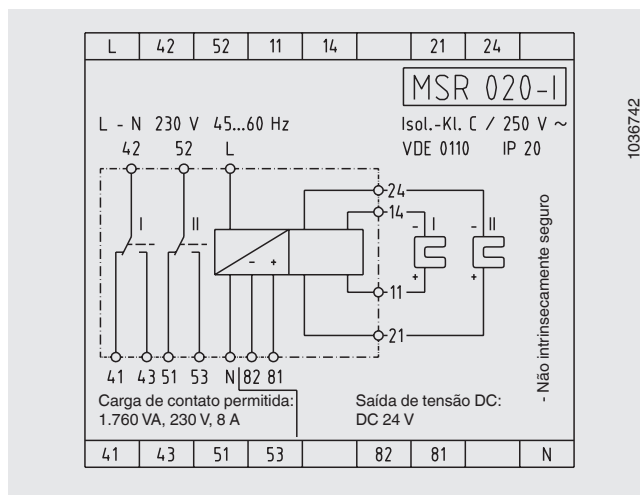 L 42 52 11 14 21 24
MSR 020-I
L - N 230 V 45...60 Hz
Isol.-Kl. C / 250 V ~
VDE 0110 IP 20
42 52 L
24
14
I II
- + 
- I - II
+ +
11
21
41 43 51 53 N 82 81
Carga de contato permitida:
1.760 VA, 230 V, 8 A
Saída de tensão DC:
DC 24 V
- Não intrinsecamente seguro
41 43 51 53 82 81 N
1036742